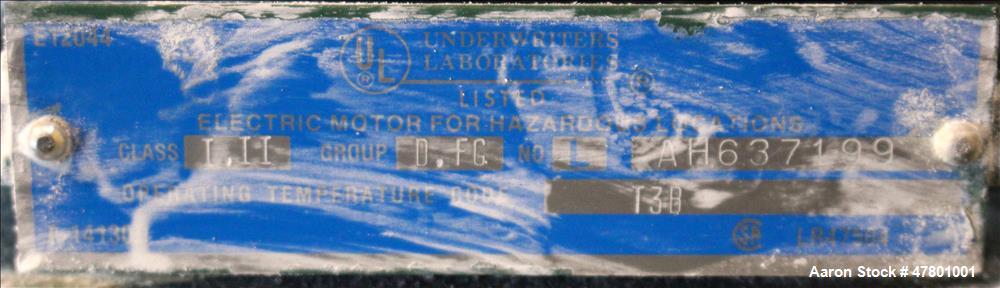 E12044
UL ®
UNDERWRITERS
LABORATORIES
®
LISTED
ELECTRIC MOTOR FOR HAZARDOUS LOCATIONS
CLASS I,II GROUP D,FG NO L AH637199
OPERATING TEMPERATURE CODE T3B
Aaron Stock # 47801001